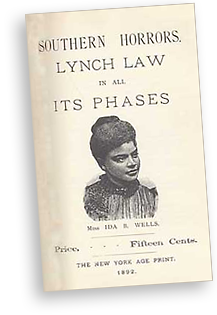 SOUTHERN HORRORS.
LYNCH LAW
IN ALL
ITS PHASES
Miss IDA B. WELLS.
Price, . . . Fifteen Cents.
THE NEW YORK AGE PRINT.
1892.